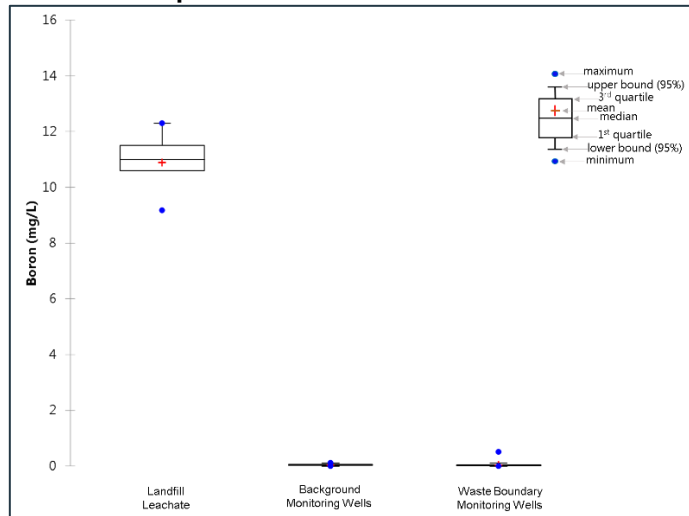 16
14
12
10
8
6
4
2
0
Boron (mg/L)
maximum
upper bound (95%)
3rd quartile
mean
median
1st quartile
lower bound (95%)
minimum
Landfill
Leachate
Background
Monitoring Wells
Waste Boundary
Monitoring Wells